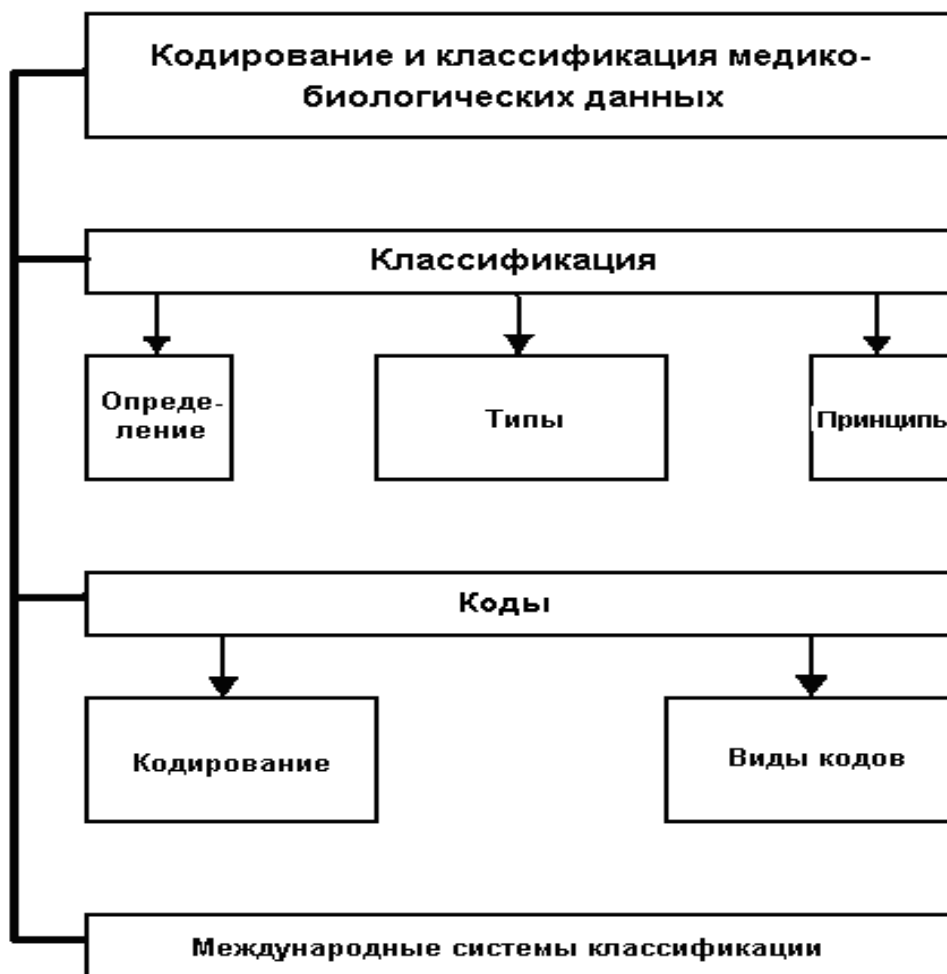 Кодирование и классификация медико-
биологических данных
Классификация
Опреде-
ление
Типы
Принципы
Коды
Кодирование
Виды кодов
Международные системы классификации